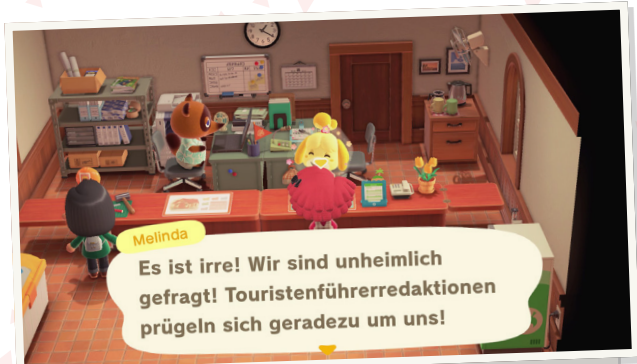 Melinda
Es ist irre! Wir sind unheimlich
gefragt! Touristenführerredaktionen
prügeln sich geradezu um uns!